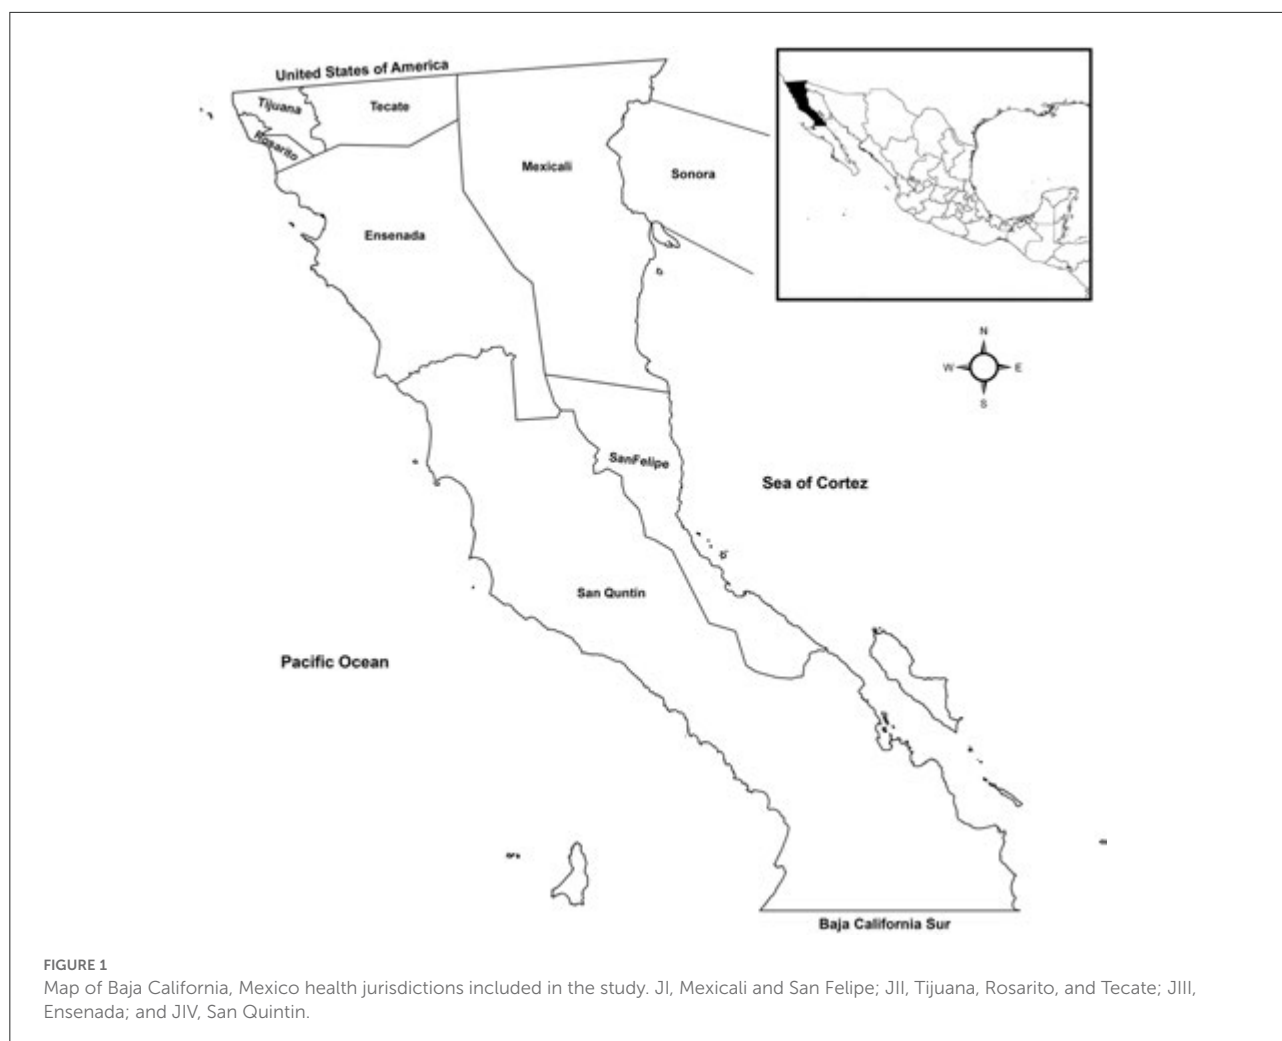 United States of America
Tijuana
Tecate
Rosarito
Mexicali
Sonora
Ensenada
N
W
E
S
SanFelipe
Sea of Cortez
San Quntin
Pacific Ocean
Baja California Sur
FIGURE 1
Map of Baja California, Mexico health jurisdictions included in the study. JI, Mexicali and San Felipe; JII, Tijuana, Rosarito, and Tecate; JIII,
Ensenada; and JIV, San Quintin.